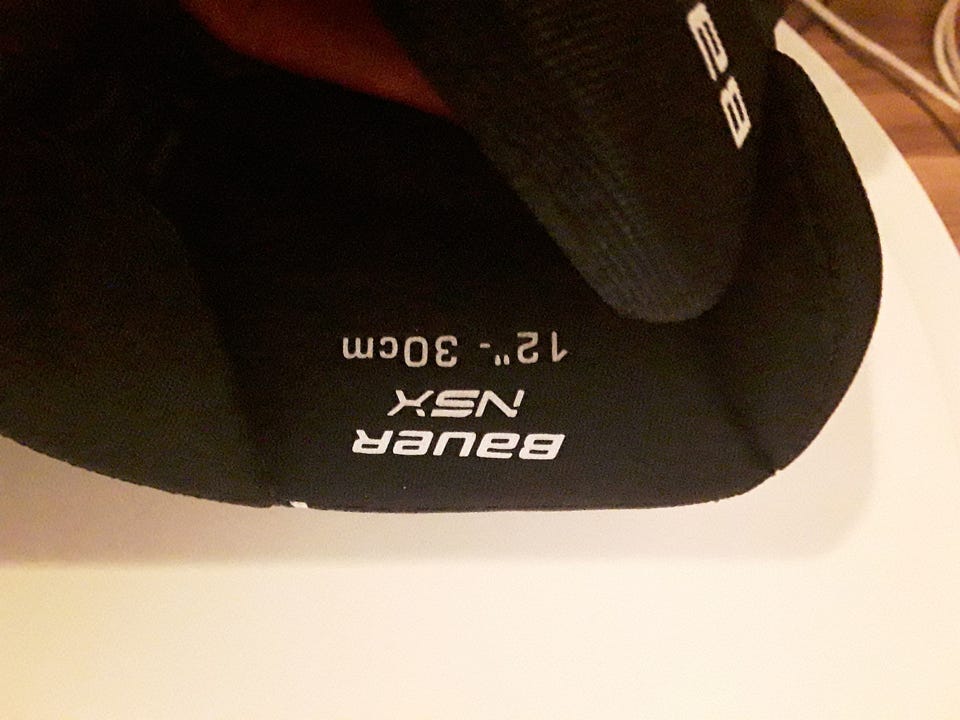 BAUER
NSX
12"- 30cm